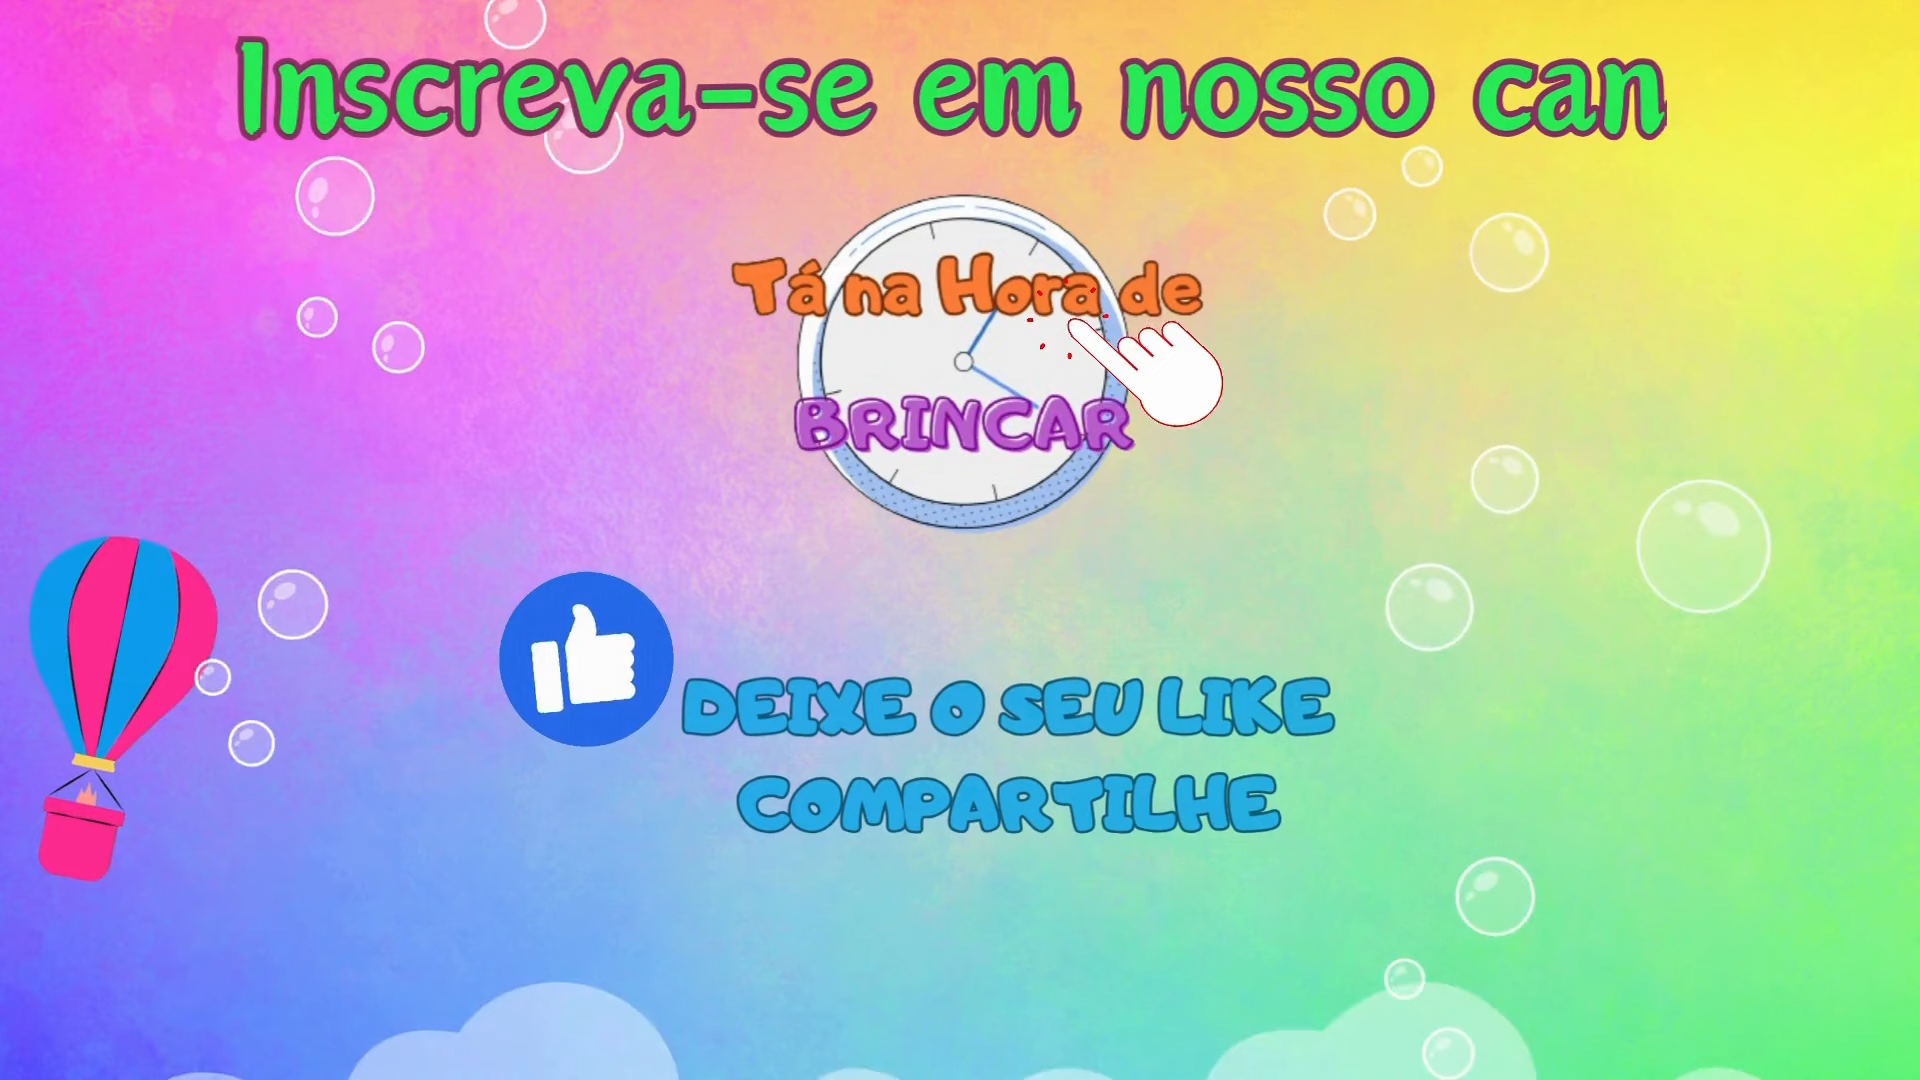 Inscreva-se em nosso can
Tá na Hora de
BRINCAR
DEIXE O SEU LIKE
COMPARTILHE